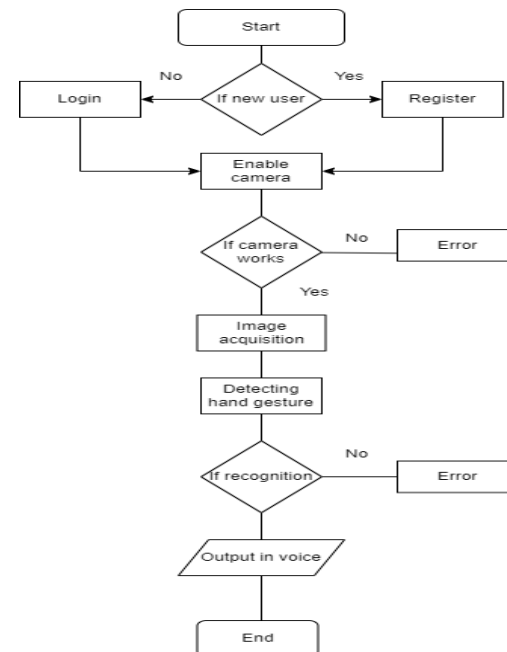 Start
No
Yes
Login
If new user
Register
Enable
camera
If camera
works
No
Error
Yes
Image
acquisition
Detecting
hand gesture
No
If recognition
Error
Output in voice
End